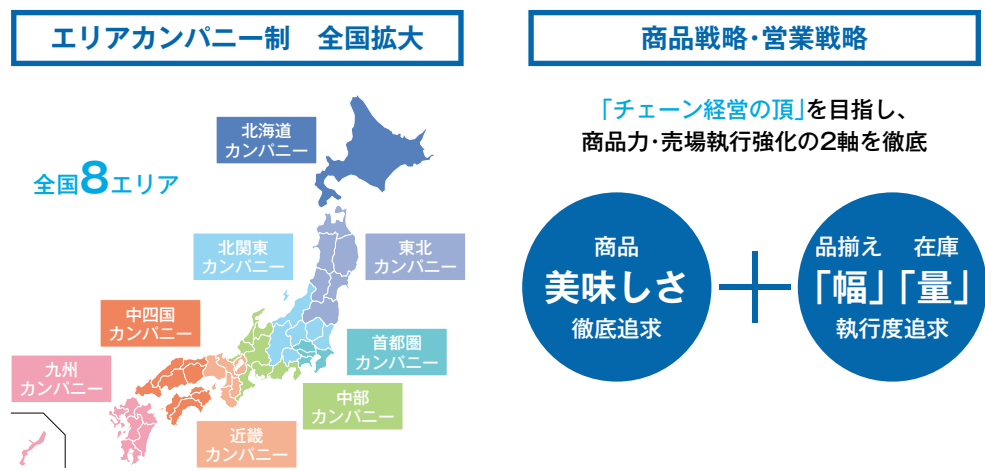 エリアカンパニー制　全国拡大
全国8エリア
北海道
カンパニー
北関東
カンパニー
東北
カンパニー
中四国
カンパニー
首都圏
カンパニー
九州
カンパニー
中部
カンパニー
近畿
カンパニー
商品戦略・営業戦略
「チェーン経営の頂」を目指し、
商品力・売場執行強化の2軸を徹底
商品
美味しさ
徹底追求
品揃え　在庫
「幅」「量」
執行度追求